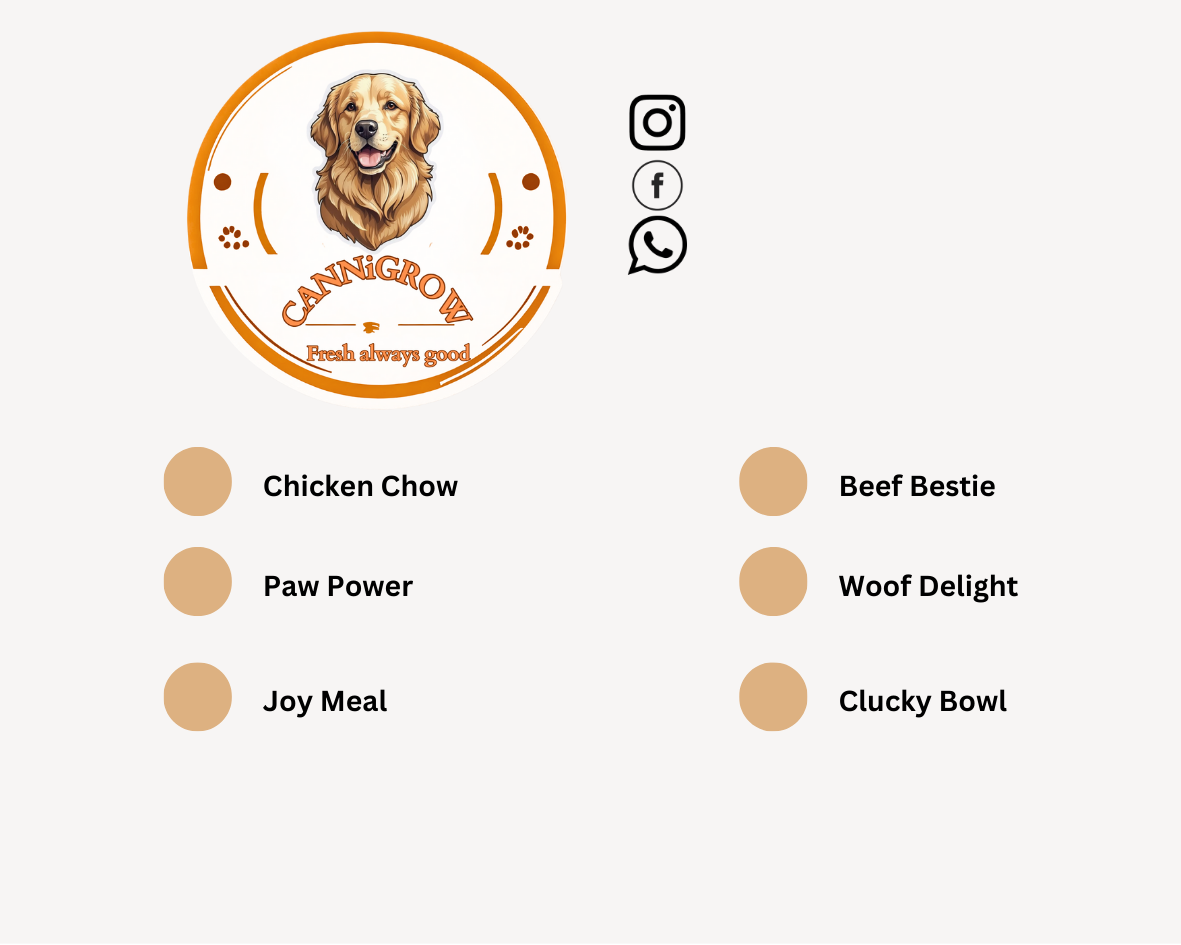 CANNiGROW
Fresh always good
Chicken Chow
Beef Bestie
Paw Power
Woof Delight
Joy Meal
Clucky Bowl